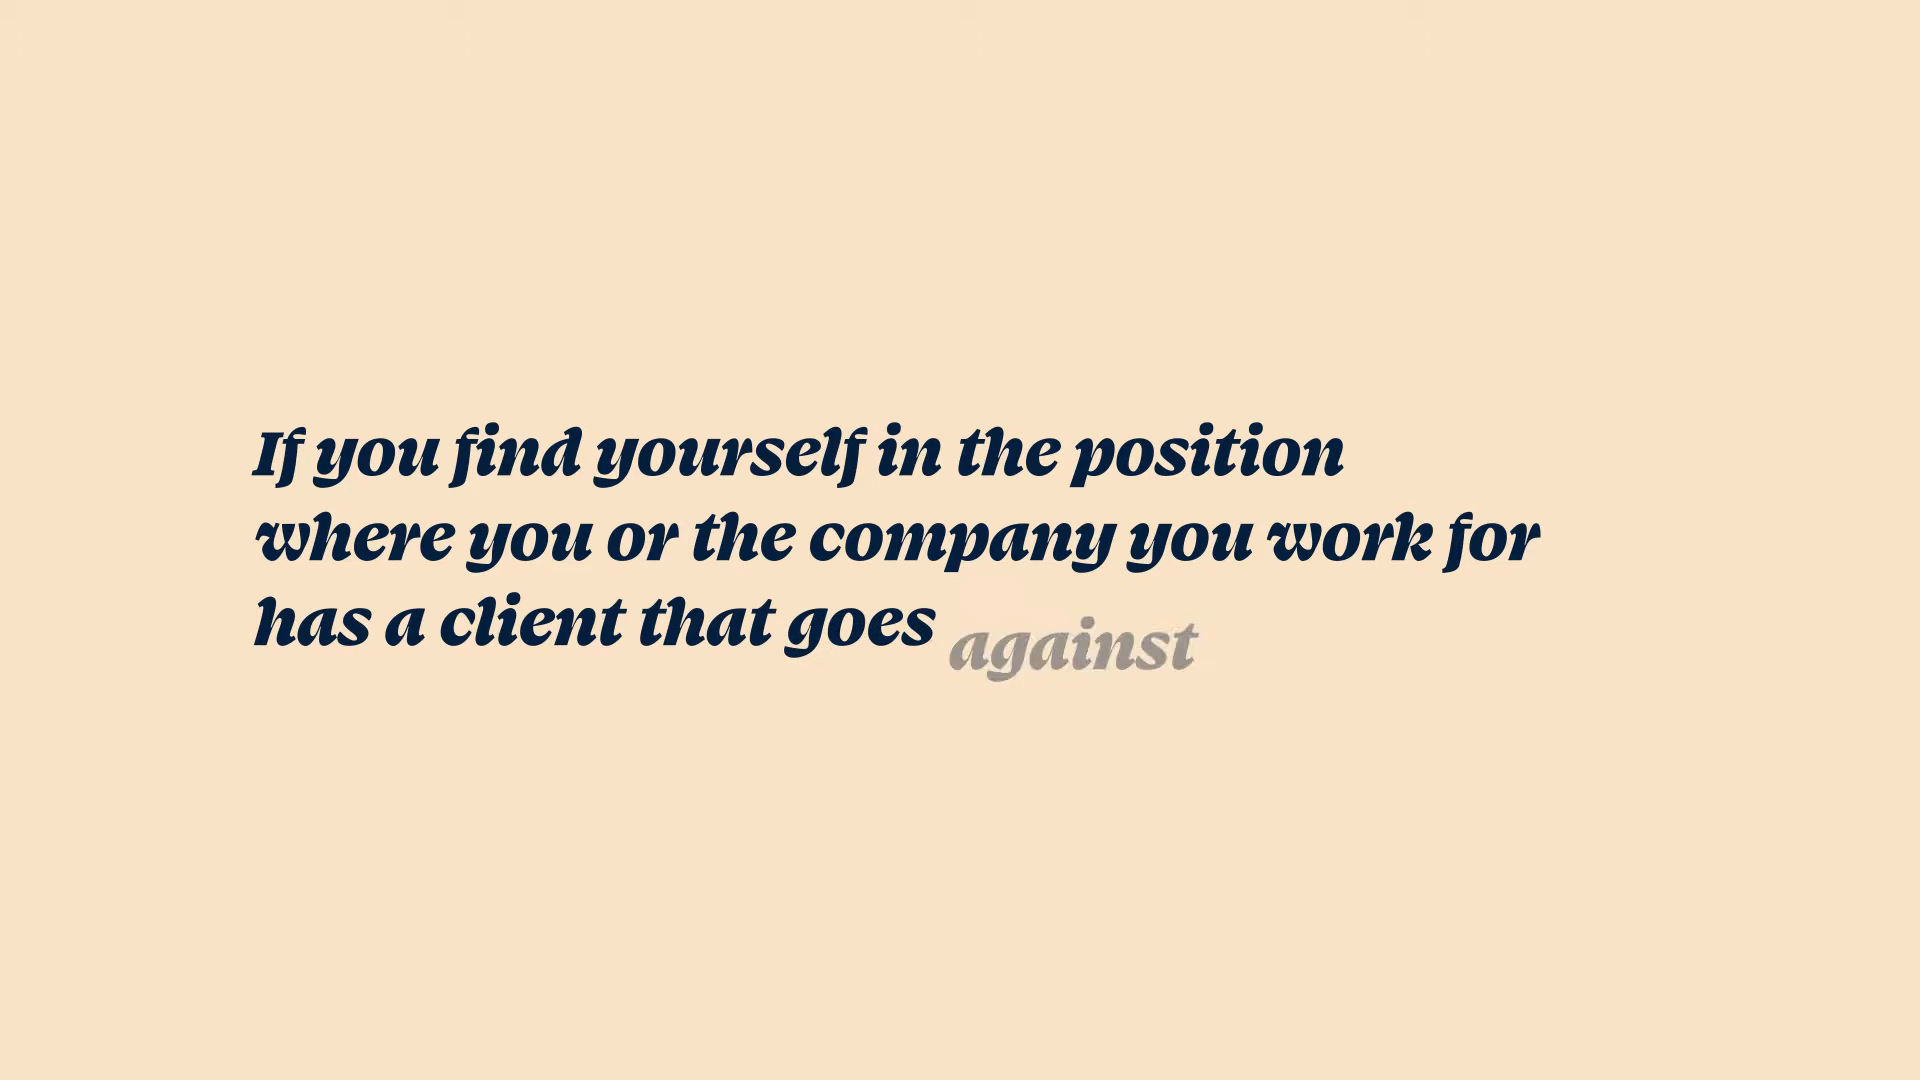 If you find yourself in the position
where you or the company you work for
has a client that goes against